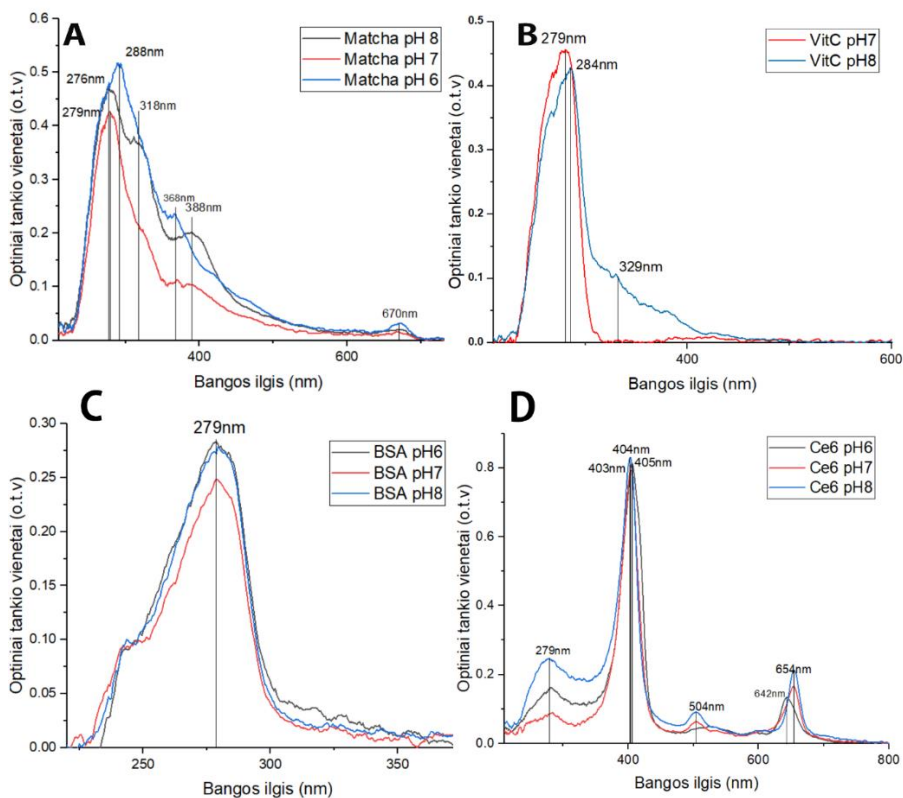 A
Optiniai tankio vienetai (o.t.v)
0.6
0.5
0.4
0.3
0.2
0.1
0.0
288nm
276nm
279nm
318nm
368nm
388nm
670nm
Matcha pH 8
Matcha pH 7
Matcha pH 6
400
600
Bangos ilgis (nm)
B
Optiniai tankio vienetai (o.t.v)
0.5
0.4
0.3
0.2
0.1
0.0
279nm
284nm
329nm
VitC pH7
VitC pH8
400
600
Bangos ilgis (nm)
C
Optiniai tankio vienetai (o.t.v)
0.30
0.25
0.20
0.15
0.10
0.05
0.00
279nm
BSA pH6
BSA pH7
BSA pH8
250
300
350
Bangos ilgis (nm)
D
Optiniai tankio vienetai (o.t.v)
0.8
0.6
0.4
0.2
0.0
404nm
403nm
405nm
279nm
504nm
642nm
654nm
Ce6 pH6
Ce6 pH7
Ce6 pH8
400
600
800
Bangos ilgis (nm)